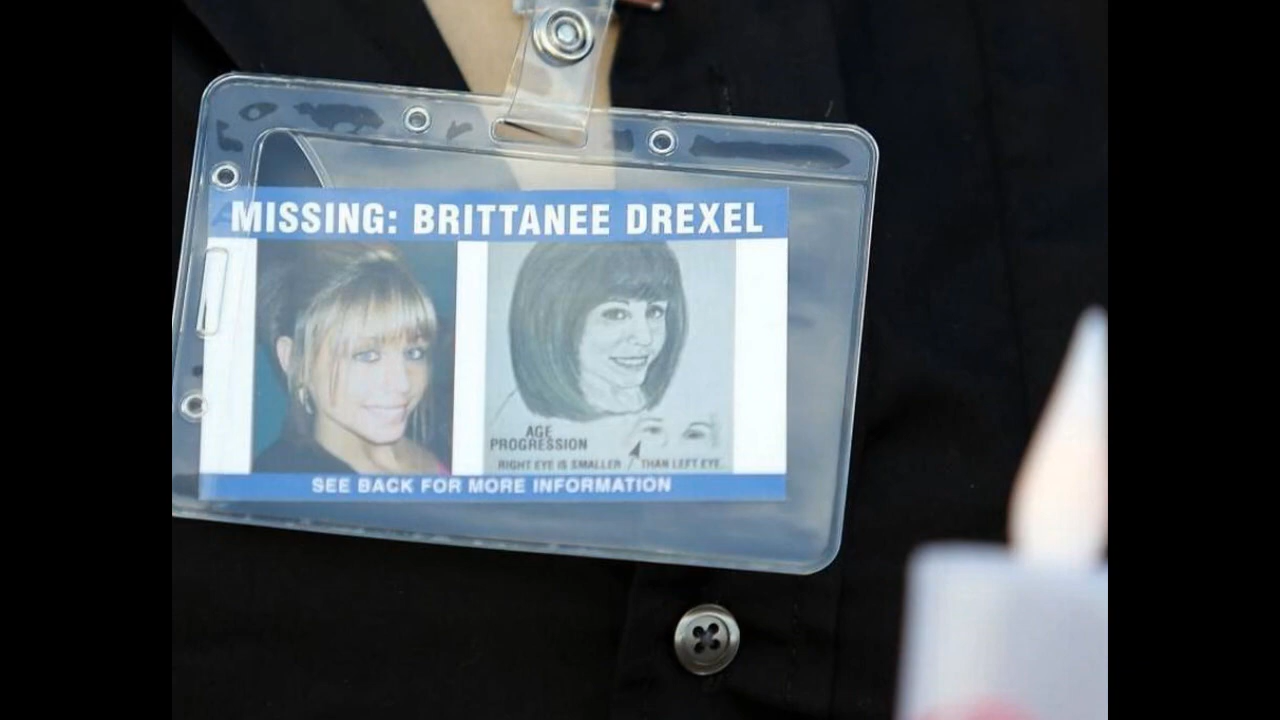 MISSING: BRITTANEE DREXEL
AGE
PROGRESSION
RIGHT EYE IS SMALLER THAN LEFT EYE
SEE BACK FOR MORE INFORMATION